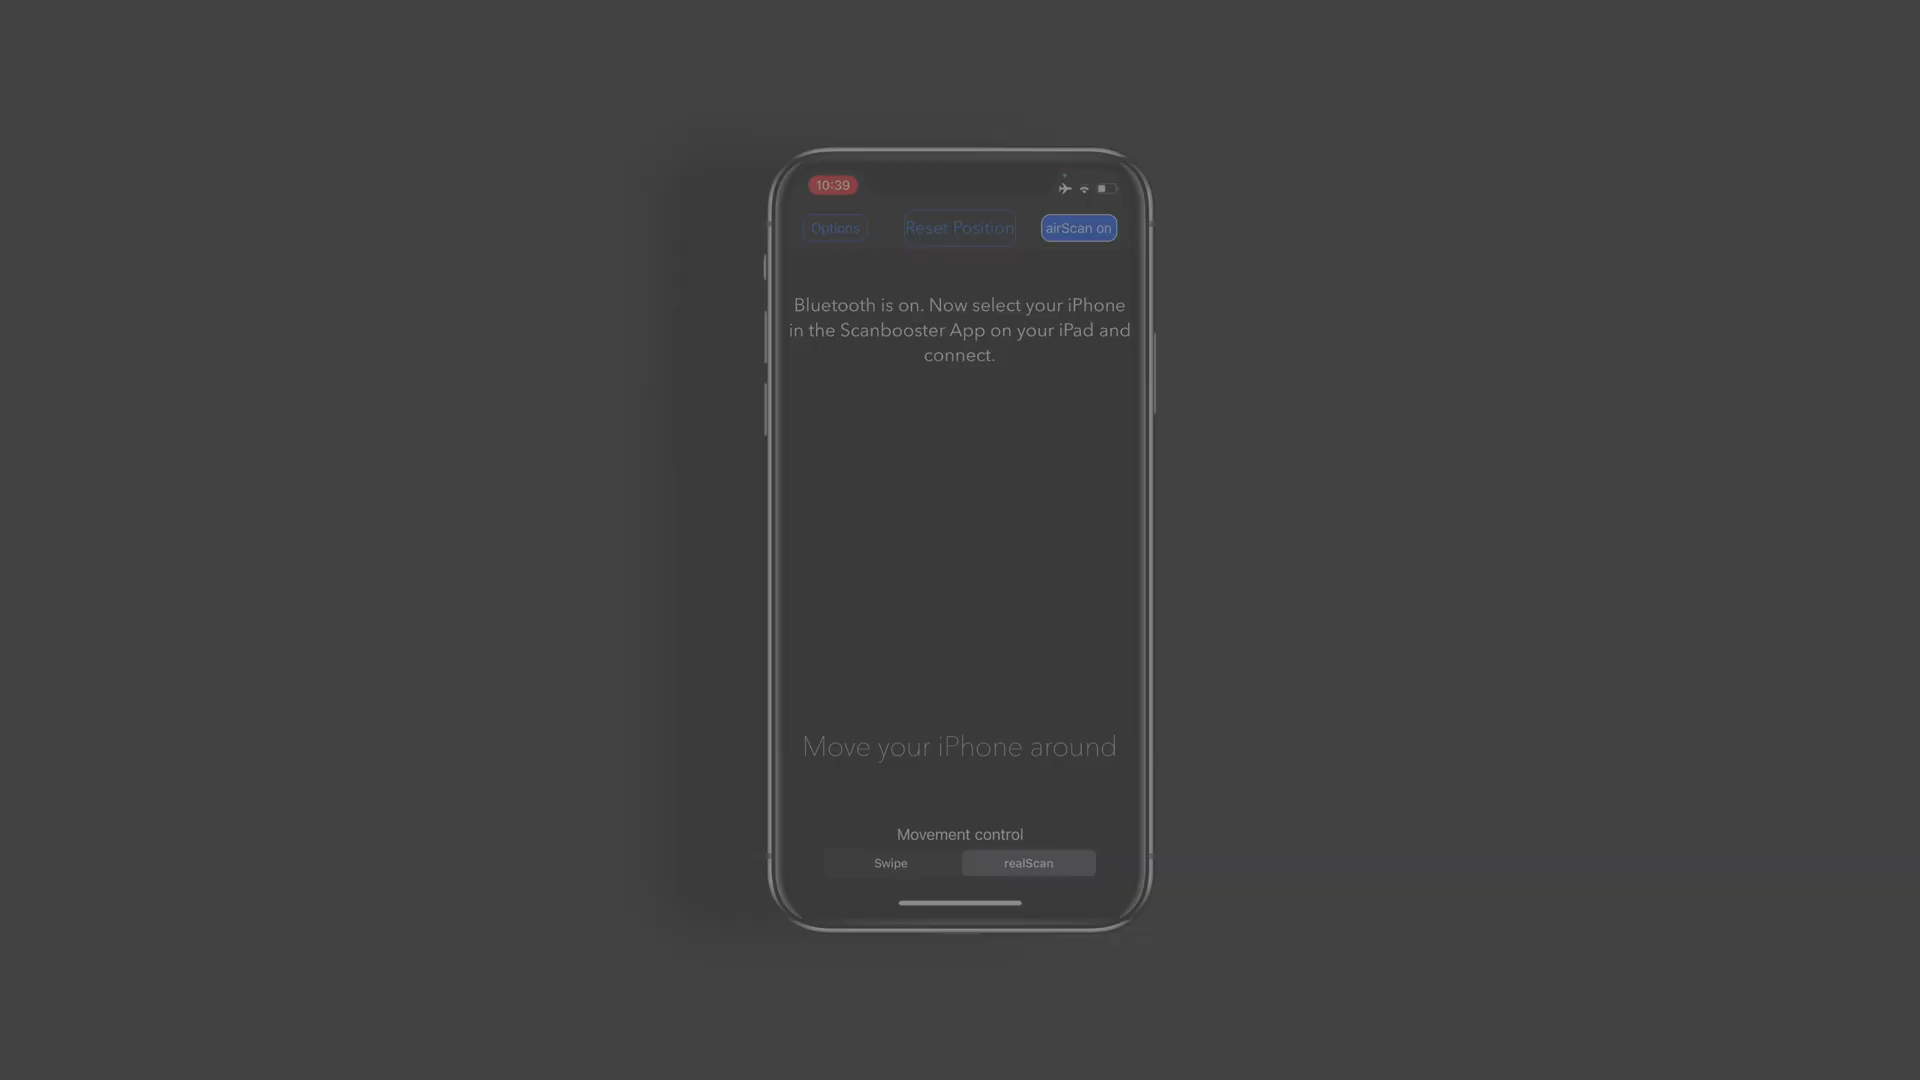 10:39
Options
Reset Position
airScan on
Bluetooth is on. Now select your iPhone
in the Scanbooster App on your iPad and
connect.
Move your iPhone around
Movement control
Swipe
realScan